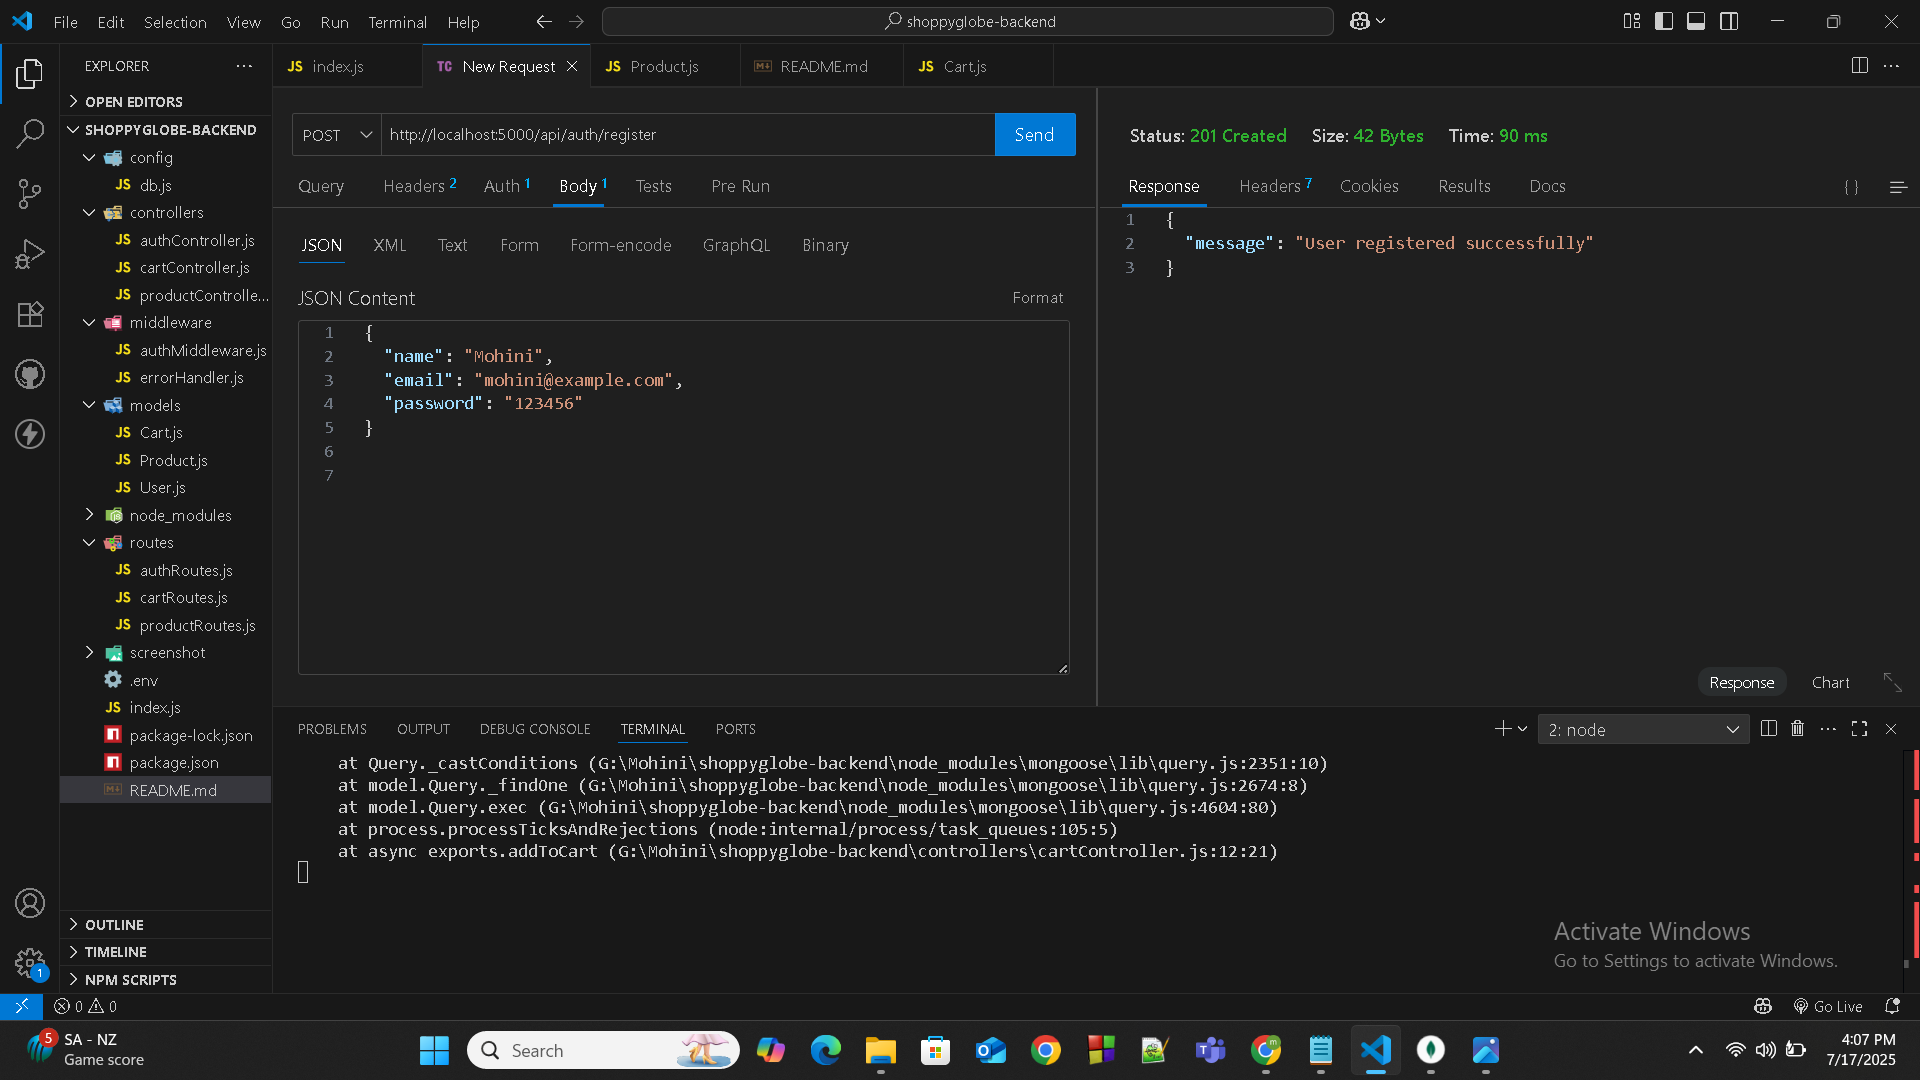 File Edit Selection View Go Run Terminal Help
shoppyglobe-backend
EXPLORER
OPEN EDITORS
SHOPPYGLOBE-BACKEND
config
JS db.js
controllers
JS authController.js
JS cartController.js
JS productControlle...
middleware
JS authMiddleware.js
JS errorHandler.js
models
JS Cart.js
JS Product.js
JS User.js
node_modules
routes
JS authRoutes.js
JS cartRoutes.js
JS productRoutes.js
screenshot
.env
JS index.js
package-lock.json
package.json
README.md
OUTLINE
TIMELINE
NPM SCRIPTS
JS index.js
TC New Request
JS Product.js
README.md
JS Cart.js
POST http://localhost:5000/api/auth/register Send
Query Headers 2 Auth 1 Body 1 Tests Pre Run
JSON XML Text Form Form-encode GraphQL Binary
JSON Content Format
1 {
2 "name": "Mohini",
3 "email": "mohini@example.com",
4 "password": "123456"
5 }
6
7
Status: 201 Created Size: 42 Bytes Time: 90 ms
Response Headers 7 Cookies Results Docs { }
1 {
2 "message": "User registered successfully"
3 }
Response Chart
PROBLEMS OUTPUT DEBUG CONSOLE TERMINAL PORTS
2: node
at Query._castConditions (G:\Mohini\shoppyglobe-backend\node_modules\mongoose\lib\query.js:2351:10)
at model.Query._findOne (G:\Mohini\shoppyglobe-backend\node_modules\mongoose\lib\query.js:2674:8)
at model.Query.exec (G:\Mohini\shoppyglobe-backend\node_modules\mongoose\lib\query.js:4604:80)
at process.processTicksAndRejections (node:internal/process/task_queues:105:5)
at async exports.addToCart (G:\Mohini\shoppyglobe-backend\controllers\cartController.js:12:21)
Activate Windows
Go to Settings to activate Windows.
1
0 0
Go Live
5
SA - NZ
Game score
Search
4:07 PM
7/17/2025